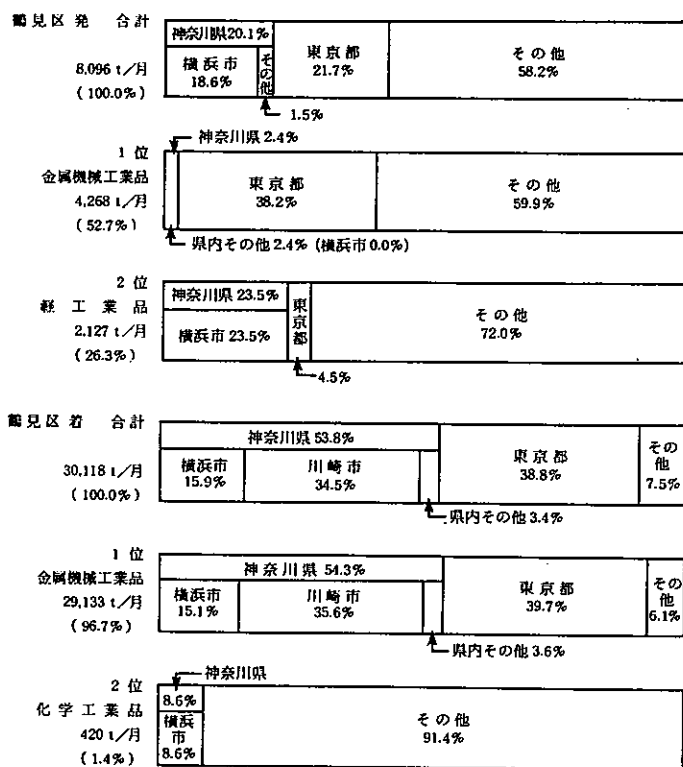 鶴見区発 合計
8,096 t/月
(100.0%)
神奈川県20.1%
横浜市
18.6%
その他
東京都
21.7%
その他
58.2%
1.5%
神奈川県 2.4%
1位
金属機械工業品
4,268 t/月
(52.7%)
東京都
38.2%
その他
59.9%
県内その他 2.4% (横浜市 0.0%)
2位
軽工業品
2,127 t/月
(26.3%)
神奈川県 23.5%
横浜市 23.5%
東京都
その他
72.0%
4.5%
鶴見区着 合計
30,118 t/月
(100.0%)
神奈川県 53.8%
横浜市
15.9%
川崎市
34.5%
東京都
38.8%
その他
7.5%
県内その他 3.4%
1位
金属機械工業品
29,133 t/月
(96.7%)
神奈川県 54.3%
横浜市
15.1%
川崎市
35.6%
東京都
39.7%
その他
6.1%
県内その他 3.6%
神奈川県
2位
化学工業品
420 t/月
(1.4%)
8.6%
横浜市
8.6%
その他
91.4%